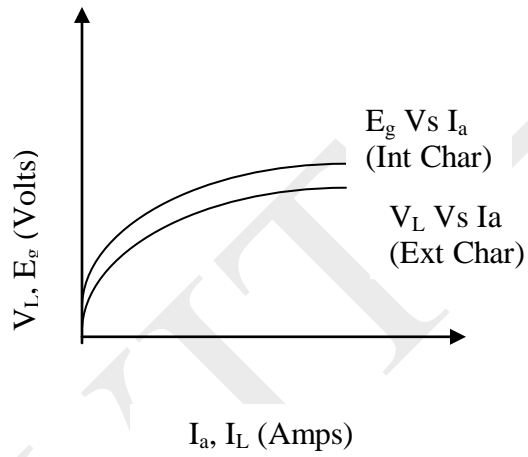 E_g Vs I_a
(Int Char)
V_L Vs Ia
(Ext Char)
V_L, E_g (Volts)
I_a, I_L (Amps)